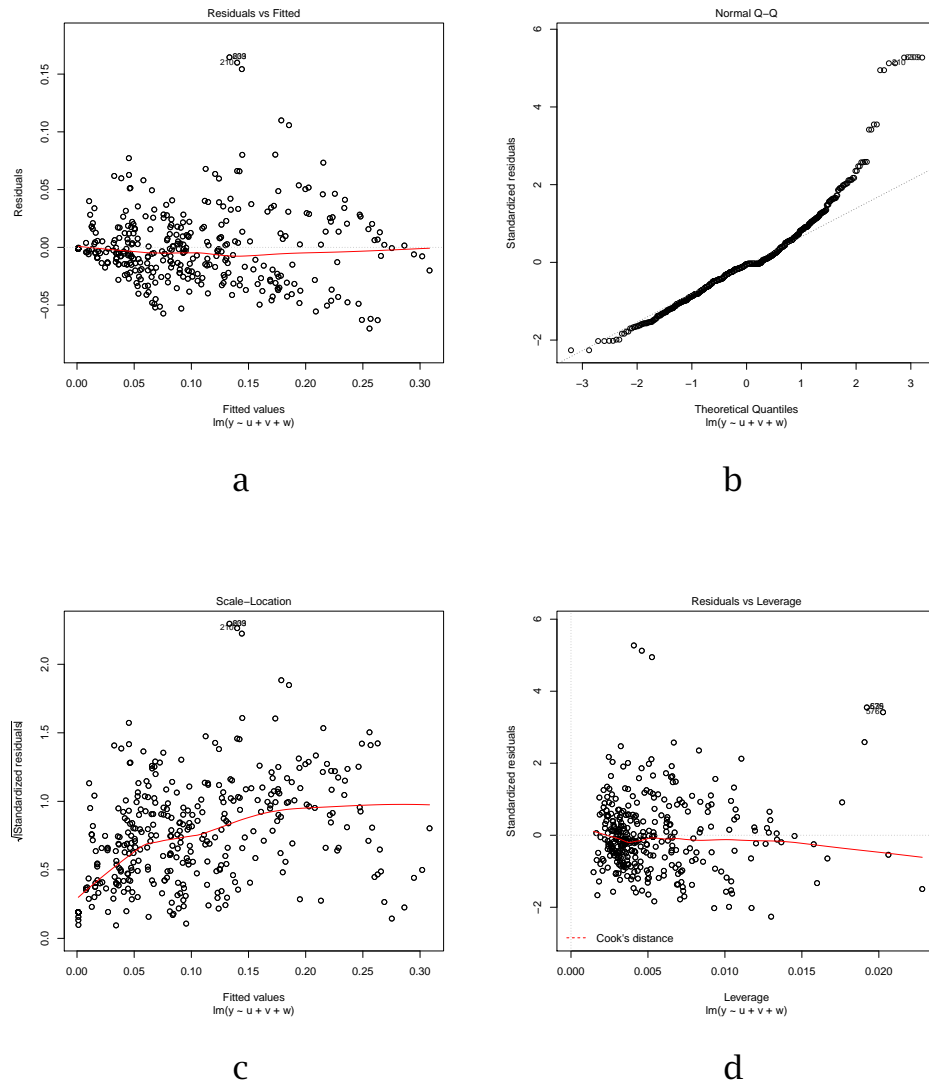 Residuals vs Fitted
Residuals
0.15
0.10
0.05
0.00
−0.05
210
0.00 0.05 0.10 0.15 0.20 0.25 0.30
Fitted values
lm(y ~ u + v + w)
a
Normal Q−Q
Standardized residuals
6
4
2
0
−2
−3 −2 −1 0 1 2 3
Theoretical Quantiles
lm(y ~ u + v + w)
b
Scale−Location
√|Standardized residuals|
2.0
1.5
1.0
0.5
0.0
0.00 0.05 0.10 0.15 0.20 0.25 0.30
Fitted values
lm(y ~ u + v + w)
c
Residuals vs Leverage
Standardized residuals
6
4
2
0
−2
Cook's distance
0.000 0.005 0.010 0.015 0.020
Leverage
lm(y ~ u + v + w)
d